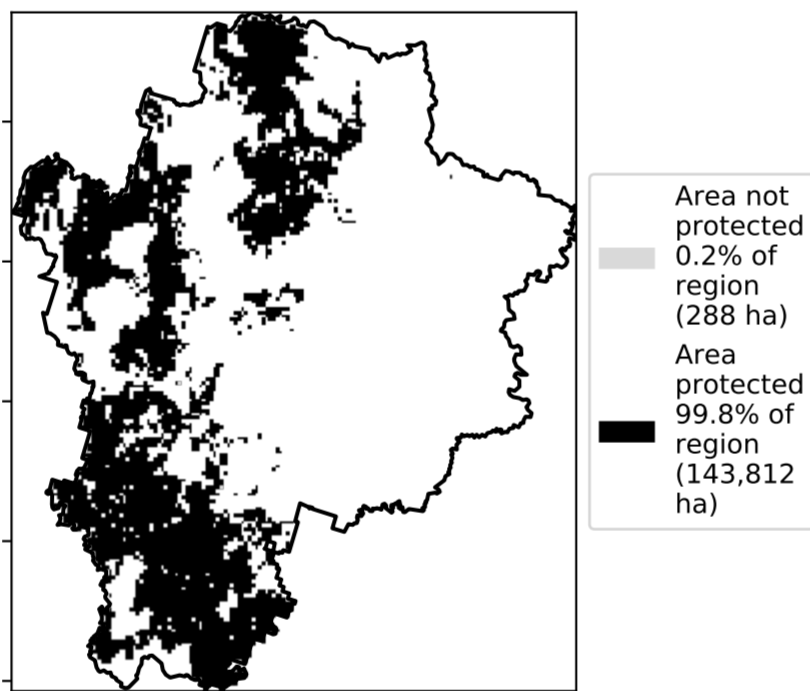 Area not
protected
0.2% of
region
(288 ha)
Area
protected
99.8% of
region
(143,812
ha)